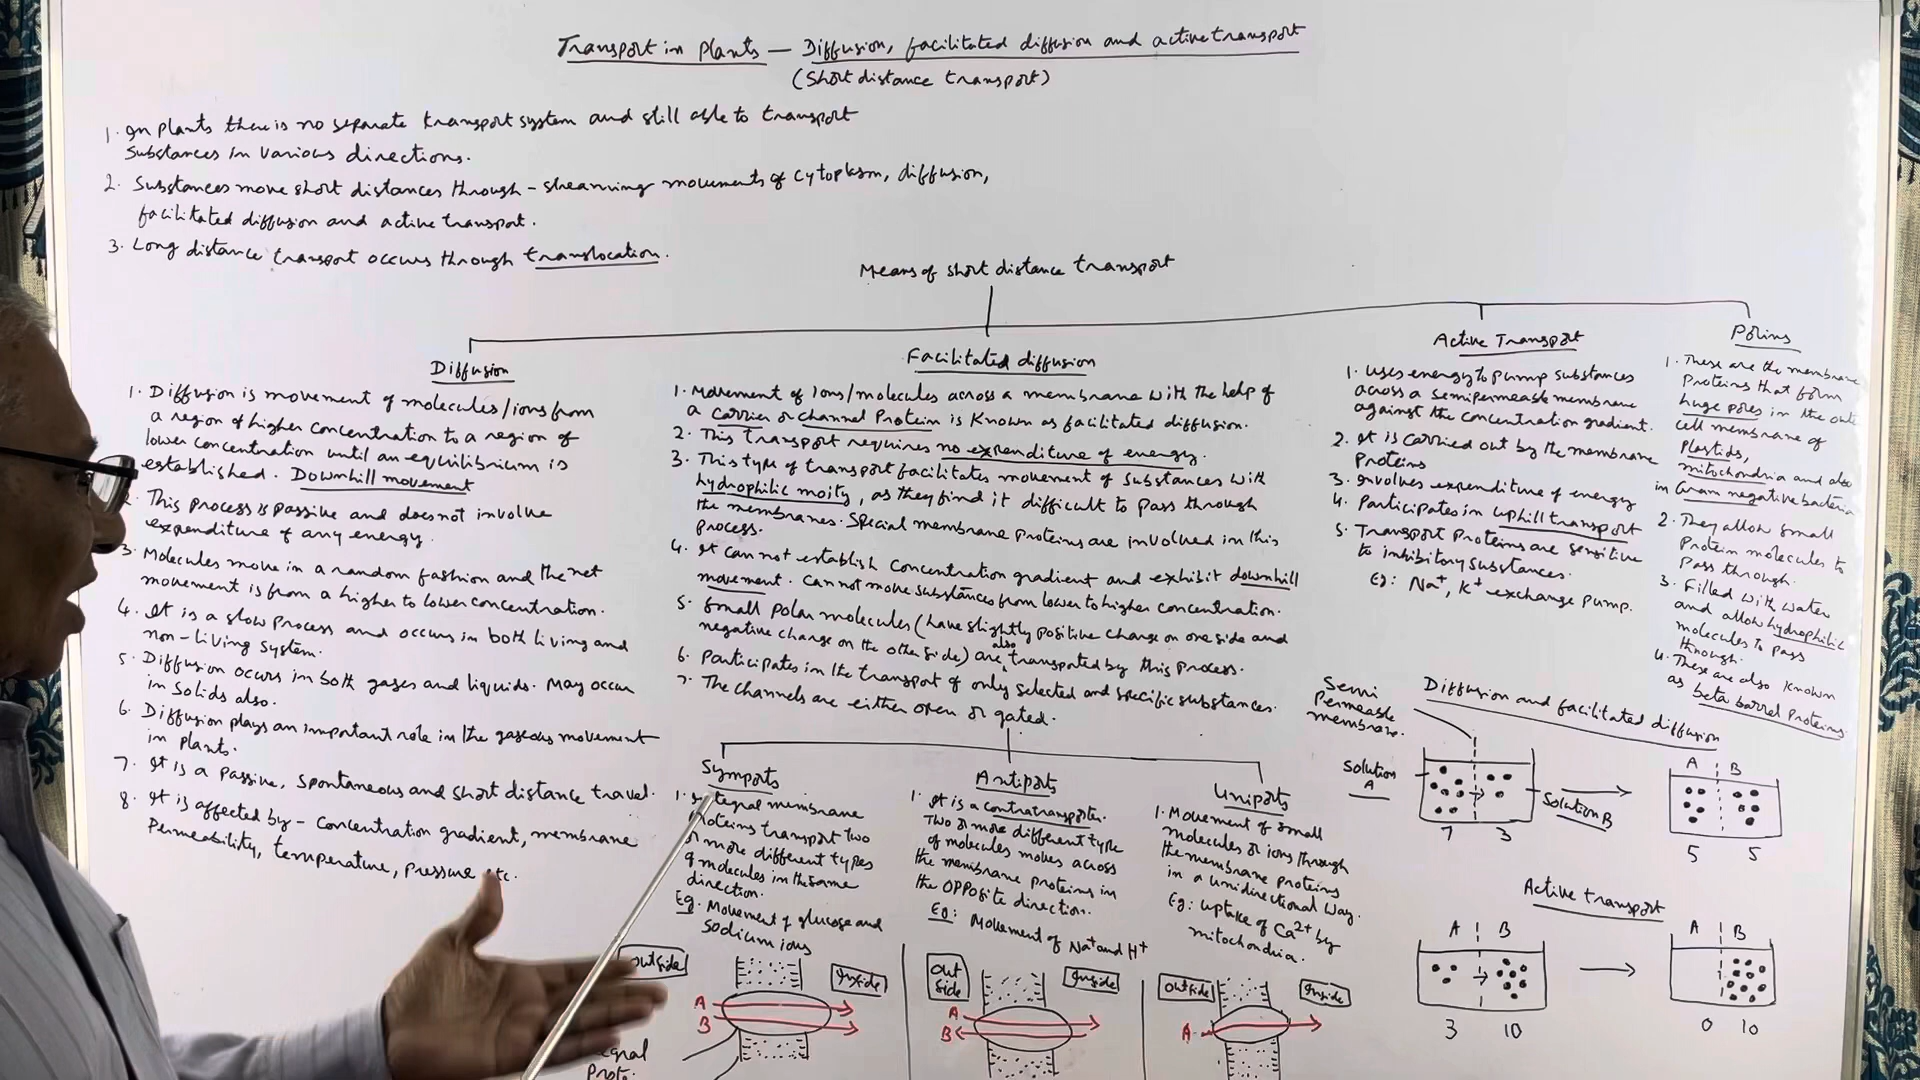 Transport in plants — Diffusion, facilitated diffusion and active transport
(Short distance transport)
1. In plants there is no separate transport system and still able to transport
substances in various directions.
2. Substances move short distances through - streaming movements of cytoplasm, diffusion,
facilitated diffusion and active transport.
3. Long distance transport occurs through translocation.
Means of short distance transport
Diffusion
1. Diffusion is movement of molecules/ions from
a region of higher concentration to a region of
lower concentration until an equilibrium is
established. Downhill movement
2. This process is passive and does not involve
expenditure of any energy.
3. Molecules move in a random fashion and the net
movement is from a higher to lower concentration.
4. It is a slow process and occurs in both living and
non-living system.
5. Diffusion occurs in both gases and liquids. May occur
in solids also.
6. Diffusion plays an important role in the gaseous movement
in plants.
7. It is a passive, spontaneous and short distance travel.
8. It is affected by - concentration gradient, membrane
permeability, temperature, pressure etc.
Facilitated diffusion
1. Movement of ions/molecules across a membrane with the help of
a carrier or channel protein is known as facilitated diffusion.
2. This transport requires no expenditure of energy.
3. This type of transport facilitates movement of substances with
hydrophilic moity, as they find it difficult to pass through
the membranes. Special membrane proteins are involved in this
process.
4. It can not establish concentration gradient and exhibit downhill
movement. Cannot move substances from lower to higher concentration.
5. Small polar molecules (have slightly positive charge on one side and
negative charge on the other side) are also transported by this process.
6. Participates in the transport of only selected and specific substances.
7. The channels are either open or gated.
Symports
1. Integral membrane
proteins transport two
or more different types
of molecules in the same
direction.
Eg. Movement of glucose and
sodium ions
Outside
Inside
A
B
Antiports
1. It is a contratransporter.
Two or more different type
of molecules moves across
the membrane proteins in
the opposite direction.
Eg: Movement of Na+ and H+
Out
side
Inside
A
B
Uniports
1. Movement of small
molecules or ions through
the membrane proteins
in a unidirectional way.
Eg: uptake of Ca2+ by
mitochondria.
Outside
Inside
A
Active Transport
1. Uses energy to pump substances
across a semipermeable membrane
against the concentration gradient.
2. It is carried out by the membrane
proteins
3. Involves expenditure of energy
4. Participates in uphill transport
5. Transport proteins are sensitive
to inhibitory substances.
Eg: Na+, K+ exchange pump.
Porins
1. These are the membrane
proteins that form
huge pores in the
cell membrane of
plastids,
mitochondria and also
in Gram negative bacteria
2. They allow small
protein molecules to
pass through.
3. Filled with water
and allow hydrophilic
molecules to pass
through.
4. These are also known
as beta barrel proteins.
Diffusion and facilitated diffusion
Semi
permeable
membrane.
Solution
A
Solution B
7 3
A B
5 5
Active transport
A B
3 10
A B
0 10